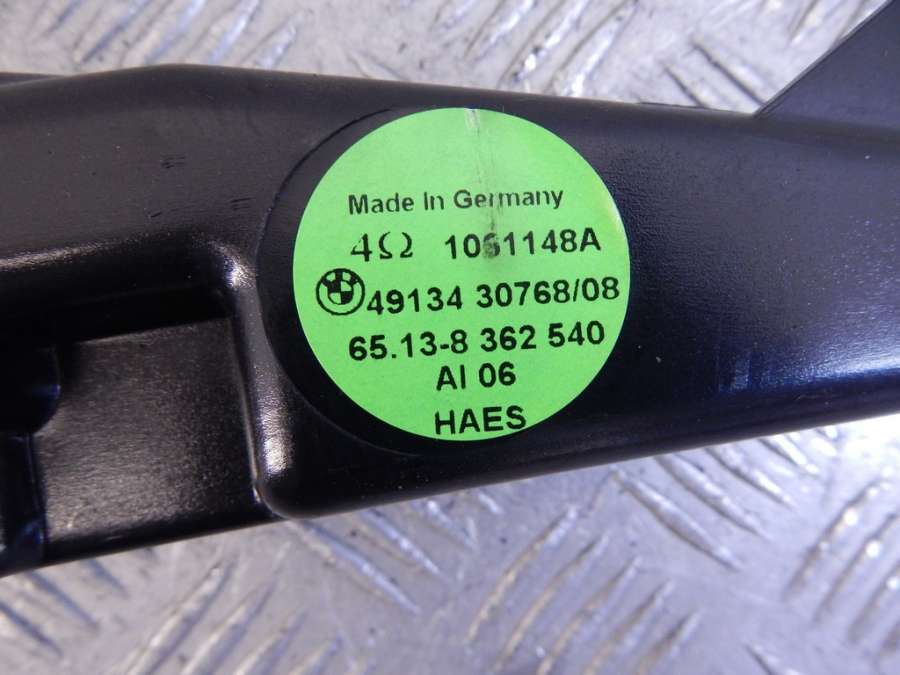 Made In Germany
4Ω 1061148A
49134 30768/08
65.13-8 362 540
AI 06
HAES